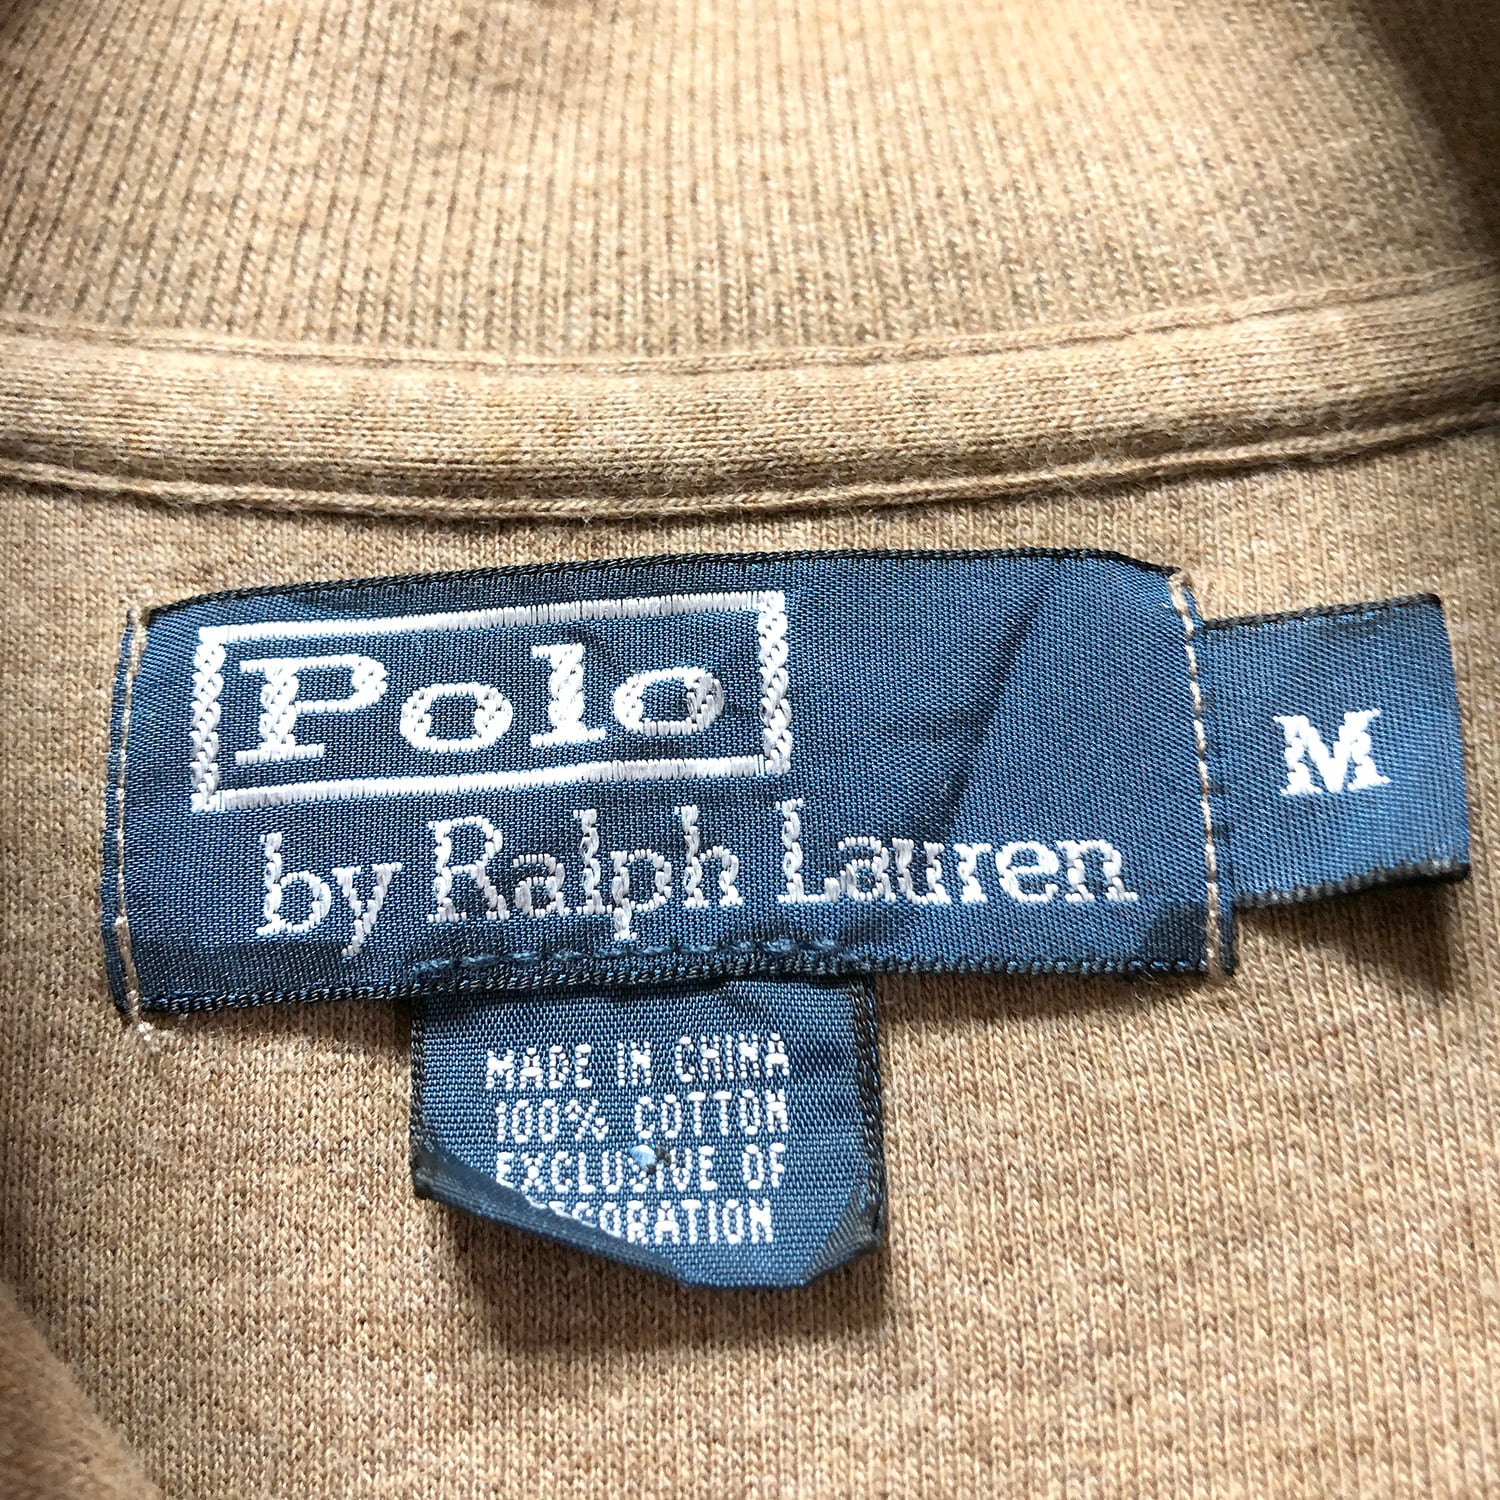 Polo
by Ralph Lauren
M
MADE IN CHINA
100% COTTON
EXCLUSIVE OF